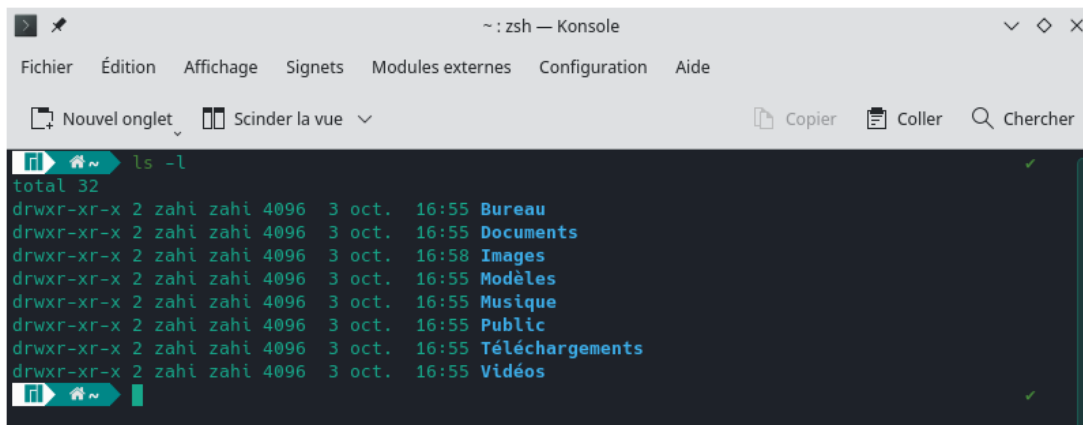 ~ : zsh — Konsole
Fichier Édition Affichage Signets Modules externes Configuration Aide
Nouvel onglet Scinder la vue Copier Coller Chercher
~ ls -l ✔
total 32
drwxr-xr-x 2 zahi zahi 4096  3 oct.  16:55 Bureau
drwxr-xr-x 2 zahi zahi 4096  3 oct.  16:55 Documents
drwxr-xr-x 2 zahi zahi 4096  3 oct.  16:58 Images
drwxr-xr-x 2 zahi zahi 4096  3 oct.  16:55 Modèles
drwxr-xr-x 2 zahi zahi 4096  3 oct.  16:55 Musique
drwxr-xr-x 2 zahi zahi 4096  3 oct.  16:55 Public
drwxr-xr-x 2 zahi zahi 4096  3 oct.  16:55 Téléchargements
drwxr-xr-x 2 zahi zahi 4096  3 oct.  16:55 Vidéos
~ ✔